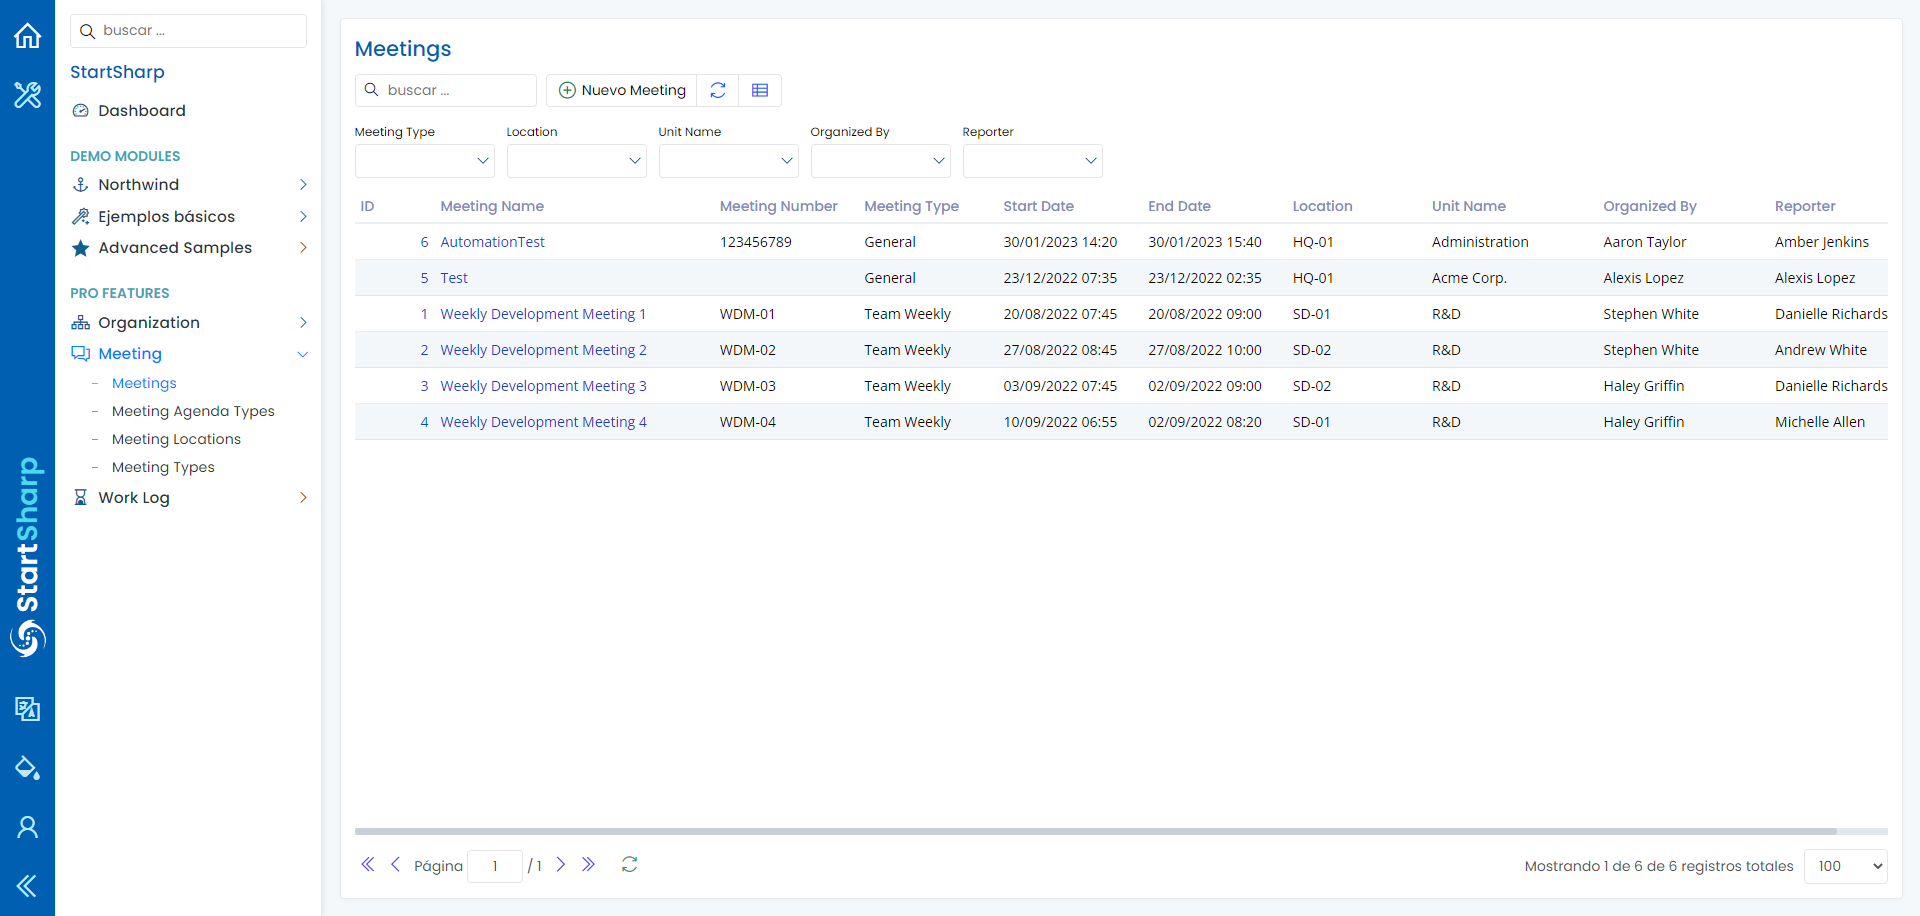 buscar ...
StartSharp
Dashboard
DEMO MODULES
Northwind
Ejemplos básicos
Advanced Samples
PRO FEATURES
Organization
Meeting
- Meetings
- Meeting Agenda Types
- Meeting Locations
- Meeting Types
Work Log
StartSharp
Meetings
buscar ...
Nuevo Meeting
Meeting Type Location Unit Name Organized By Reporter
ID Meeting Name Meeting Number Meeting Type Start Date End Date Location Unit Name Organized By Reporter
6 AutomationTest 123456789 General 30/01/2023 14:20 30/01/2023 15:40 HQ-01 Administration Aaron Taylor Amber Jenkins
5 Test General 23/12/2022 07:35 23/12/2022 02:35 HQ-01 Acme Corp. Alexis Lopez Alexis Lopez
1 Weekly Development Meeting 1 WDM-01 Team Weekly 20/08/2022 07:45 20/08/2022 09:00 SD-01 R&D Stephen White Danielle Richards
2 Weekly Development Meeting 2 WDM-02 Team Weekly 27/08/2022 08:45 27/08/2022 10:00 SD-02 R&D Stephen White Andrew White
3 Weekly Development Meeting 3 WDM-03 Team Weekly 03/09/2022 07:45 02/09/2022 09:00 SD-02 R&D Haley Griffin Danielle Richards
4 Weekly Development Meeting 4 WDM-04 Team Weekly 10/09/2022 06:55 02/09/2022 08:20 SD-01 R&D Haley Griffin Michelle Allen
Página 1 / 1
Mostrando 1 de 6 de 6 registros totales 100